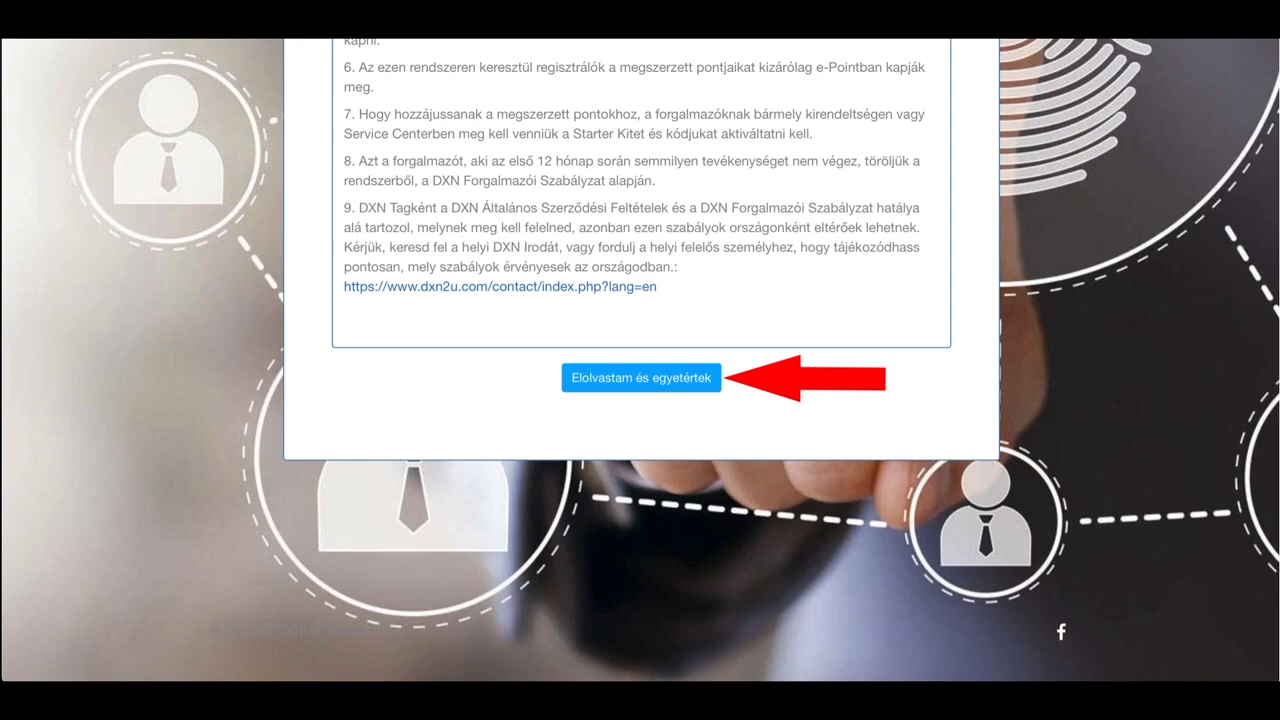 kapni.
6. Az ezen rendszeren keresztül regisztrálók a megszerzett pontjaikat kizárólag e-Pointban kapják
meg.
7. Hogy hozzájussanak a megszerzett pontokhoz, a forgalmazóknak bármely kirendeltségen vagy
Service Centerben meg kell venniük a Starter Kitet és kódjukat aktiváltatni kell.
8. Azt a forgalmazót, aki az első 12 hónap során semmilyen tevékenységet nem végez, töröljük a
rendszerből, a DXN Forgalmazói Szabályzat alapján.
9. DXN Tagként a DXN Általános Szerződési Feltételek és a DXN Forgalmazói Szabályzat hatálya
alá tartozol, melynek meg kell felelned, azonban ezen szabályok országonként eltérőek lehetnek.
Kérjük, keresd fel a helyi DXN Irodát, vagy fordulj a helyi felelős személyhez, hogy tájékozódhass
pontosan, mely szabályok érvényesek az országodban.:
https://www.dxn2u.com/contact/index.php?lang=en
Elolvastam és egyetértek